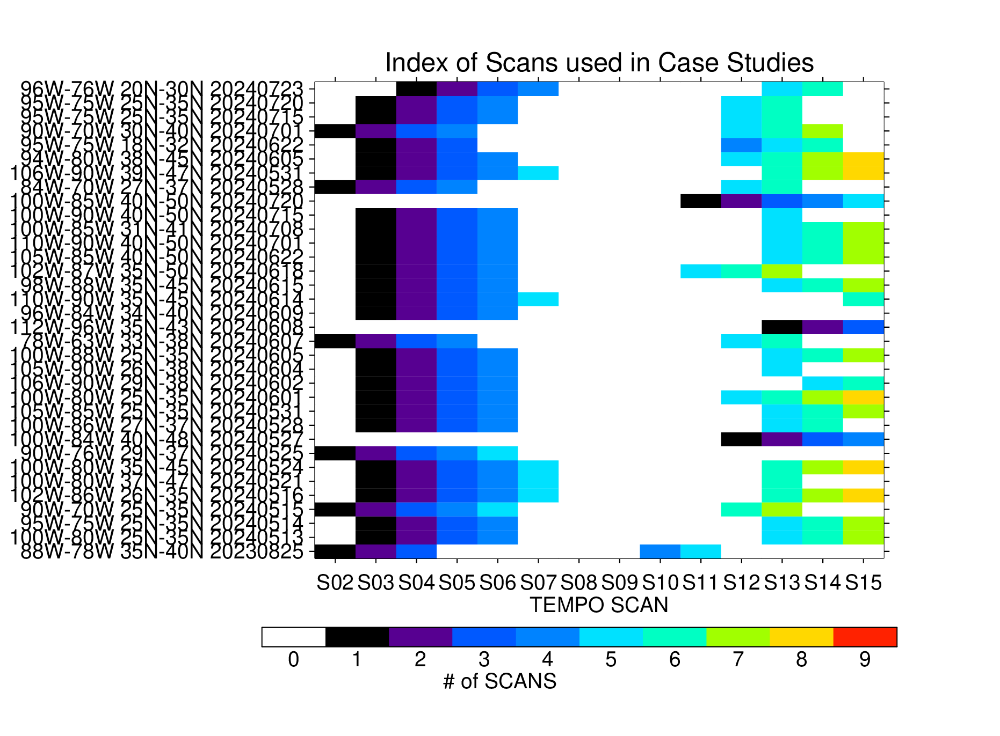 Index of Scans used in Case Studies
96W-76W 20N-30N 20240723
95W-75W 25N-35N 20240720
95W-75W 25N-35N 20240715
90W-70W 30N-40N 20240701
95W-75W 18N-32N 20240622
94W-80W 38N-45N 20240605
106W-90W 39N-47N 20240531
84W-70W 27N-37N 20240528
100W-85W 40N-50N 20240720
100W-90W 40N-50N 20240715
100W-85W 31N-41N 20240708
110W-90W 40N-50N 20240701
105W-85W 40N-50N 20240622
102W-87W 35N-50N 20240618
98W-88W 35N-45N 20240615
110W-90W 35N-45N 20240614
96W-84W 34N-40N 20240609
112W-96W 35N-43N 20240608
78W-63W 33N-38N 20240607
100W-88W 25N-35N 20240605
105W-90W 26N-38N 20240604
106W-90W 29N-38N 20240602
100W-80W 25N-35N 20240601
105W-85W 25N-35N 20240531
100W-86W 27N-37N 20240528
100W-84W 40N-48N 20240527
90W-76W 29N-37N 20240525
100W-80W 35N-45N 20240524
100W-80W 37N-47N 20240521
102W-86W 26N-35N 20240516
90W-70W 25N-35N 20240515
95W-75W 25N-35N 20240514
100W-80W 25N-35N 20240513
88W-78W 35N-40N 20230825
S02 S03 S04 S05 S06 S07 S08 S09 S10 S11 S12 S13 S14 S15
TEMPO SCAN
0 1 2 3 4 5 6 7 8 9
# of SCANS